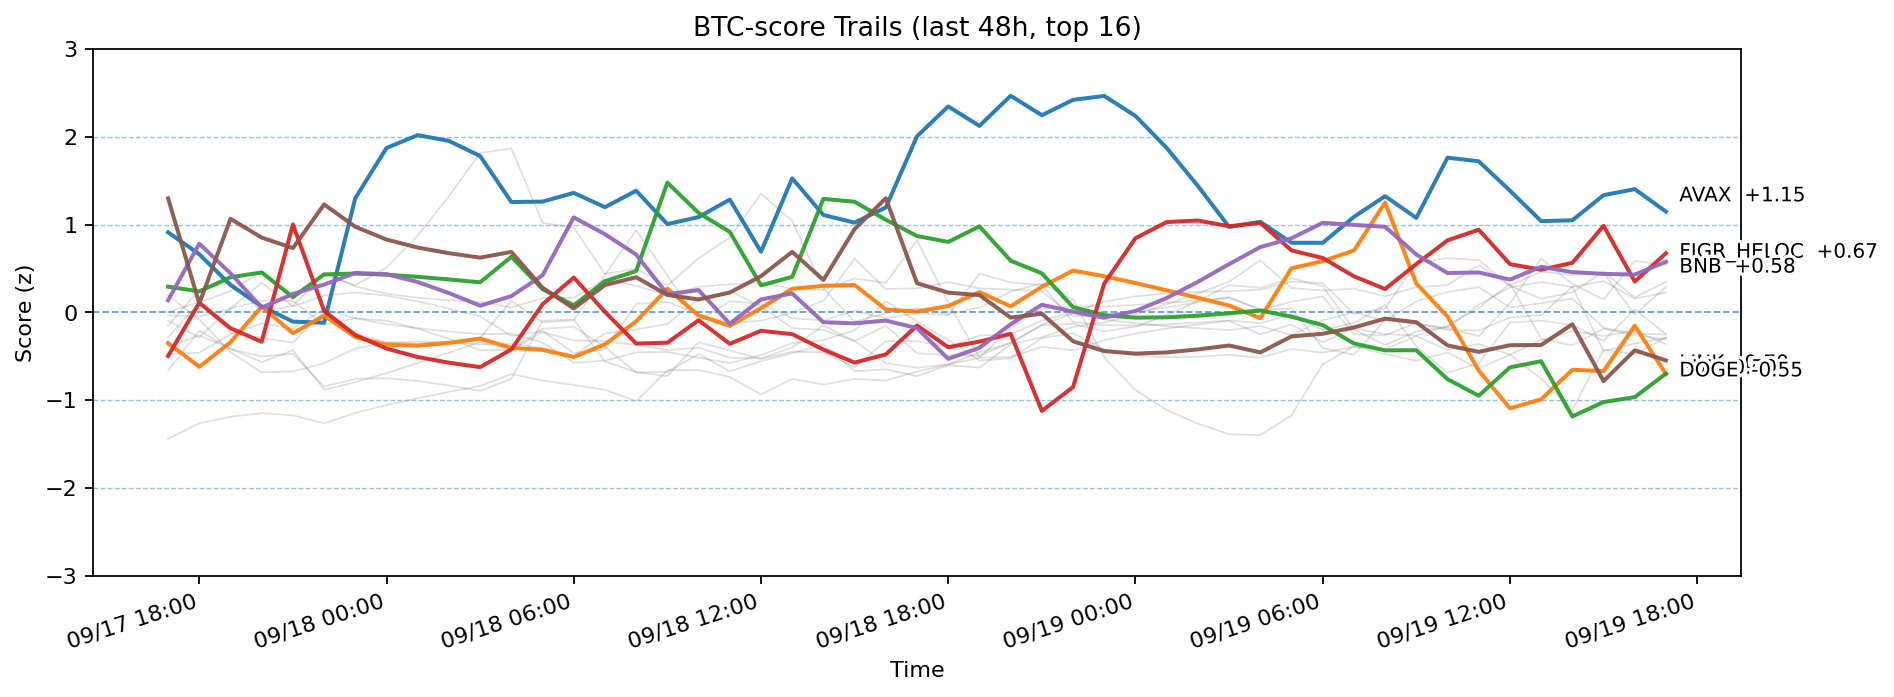 BTC-score Trails (last 48h, top 16)
Score (z)
3
2
1
0
−1
−2
−3
AVAX +1.15
FIGR_HELOC +0.67
BNB +0.58
DOGE -0.55
09/17 18:00
09/18 00:00
09/18 06:00
09/18 12:00
09/18 18:00
09/19 00:00
09/19 06:00
09/19 12:00
09/19 18:00
Time